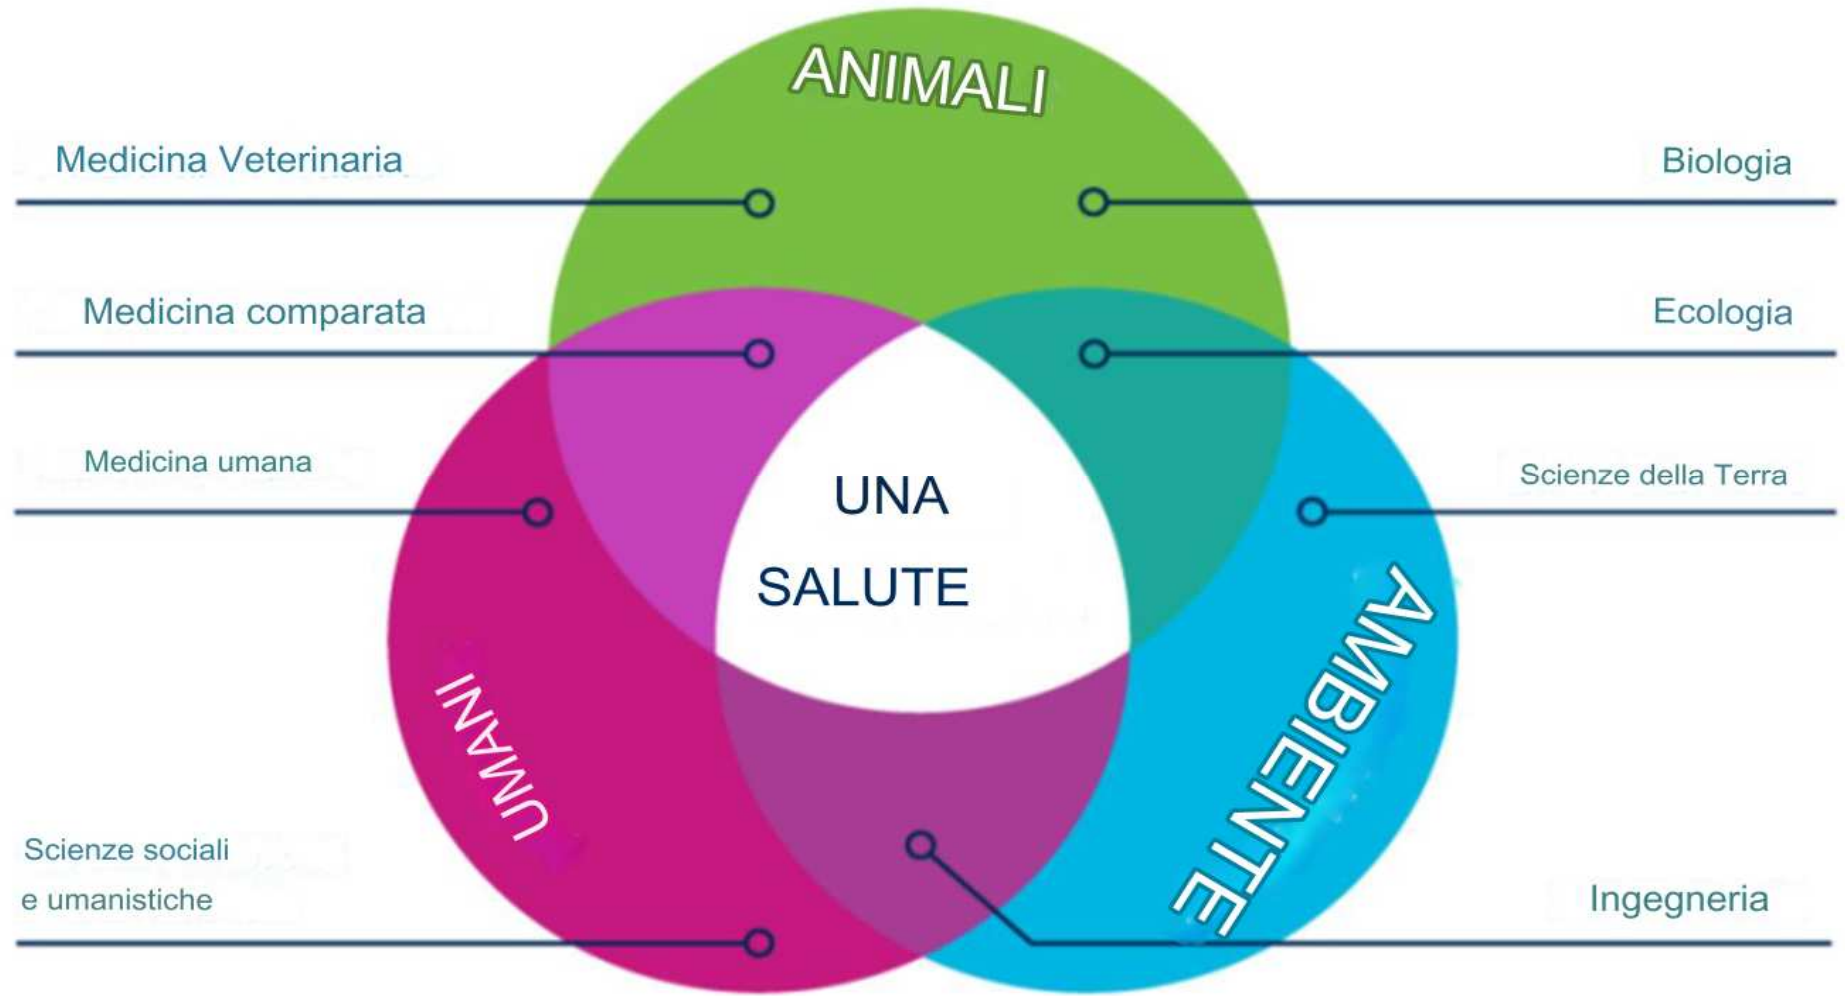 ANIMALI
Medicina Veterinaria
Biologia
Medicina comparata
Ecologia
Medicina umana
Scienze della Terra
UNA
SALUTE
UMANI
AMBIENTE
Scienze sociali
e umanistiche
Ingegneria